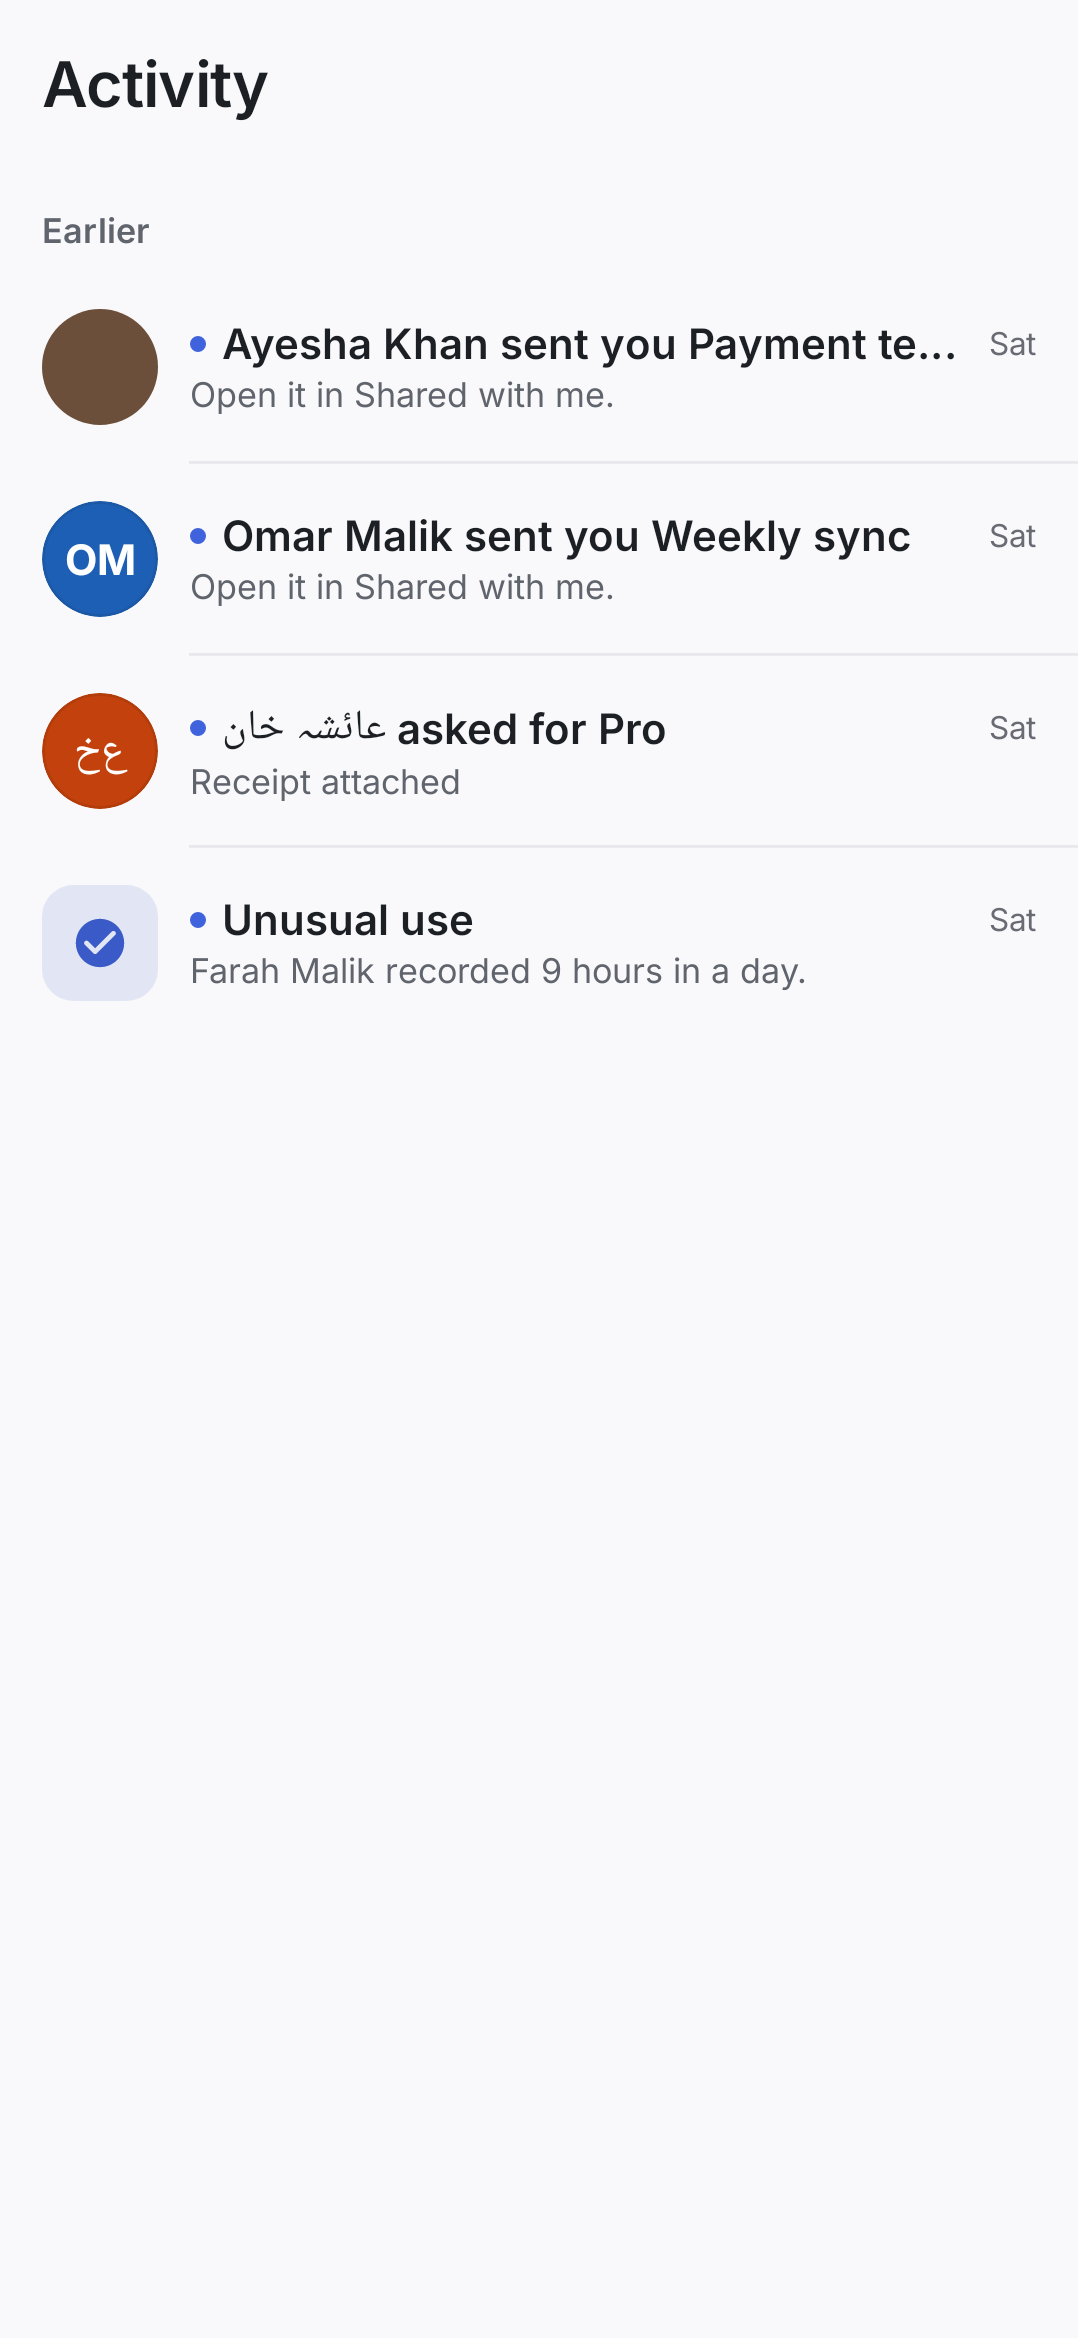 Activity
Earlier
Ayesha Khan sent you Payment te...
Sat
Open it in Shared with me.
OM
Omar Malik sent you Weekly sync
Sat
Open it in Shared with me.
عخ
عائشہ خان asked for Pro
Sat
Receipt attached
Unusual use
Sat
Farah Malik recorded 9 hours in a day.